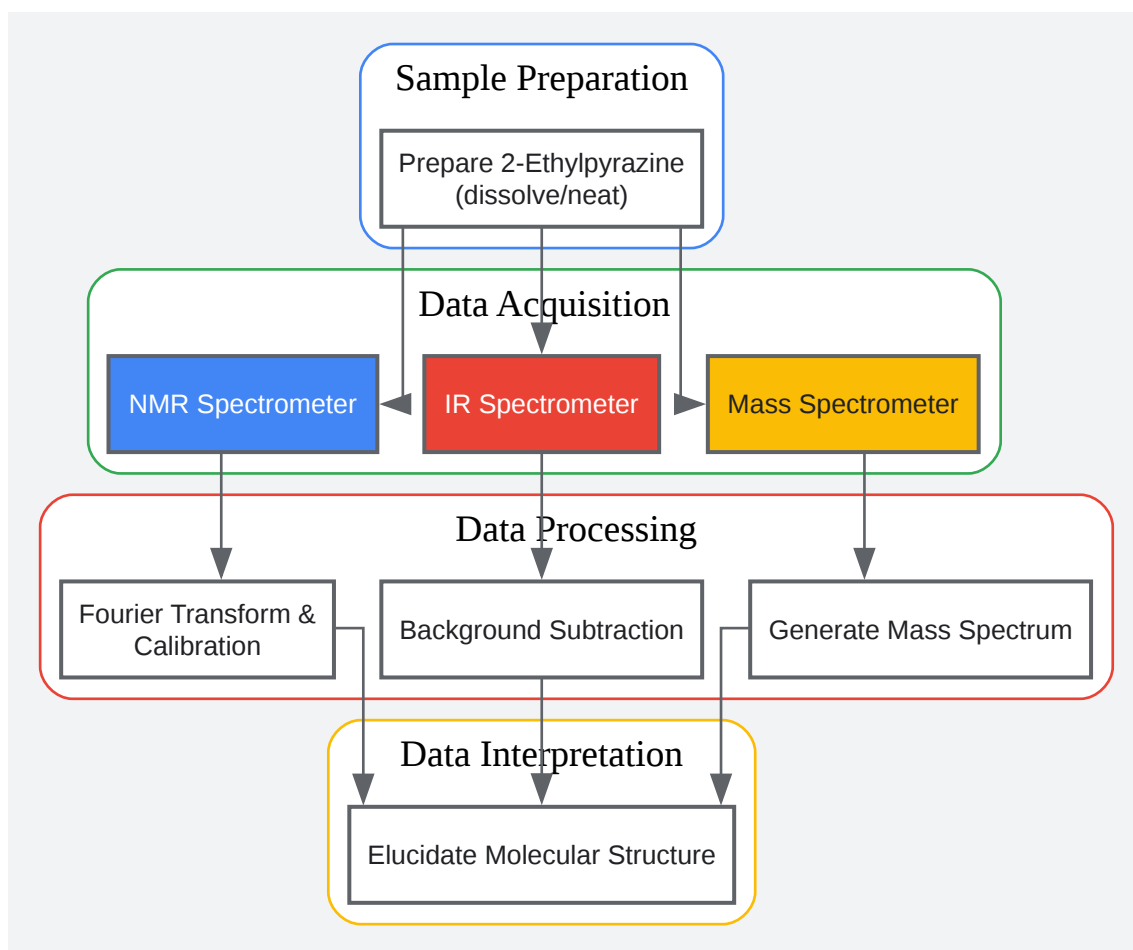 Sample Preparation
Prepare 2-Ethylpyrazine
(dissolve/neat)
Data Acquisition
NMR Spectrometer
IR Spectrometer
Mass Spectrometer
Data Processing
Fourier Transform &
Calibration
Background Subtraction
Generate Mass Spectrum
Data Interpretation
Elucidate Molecular Structure